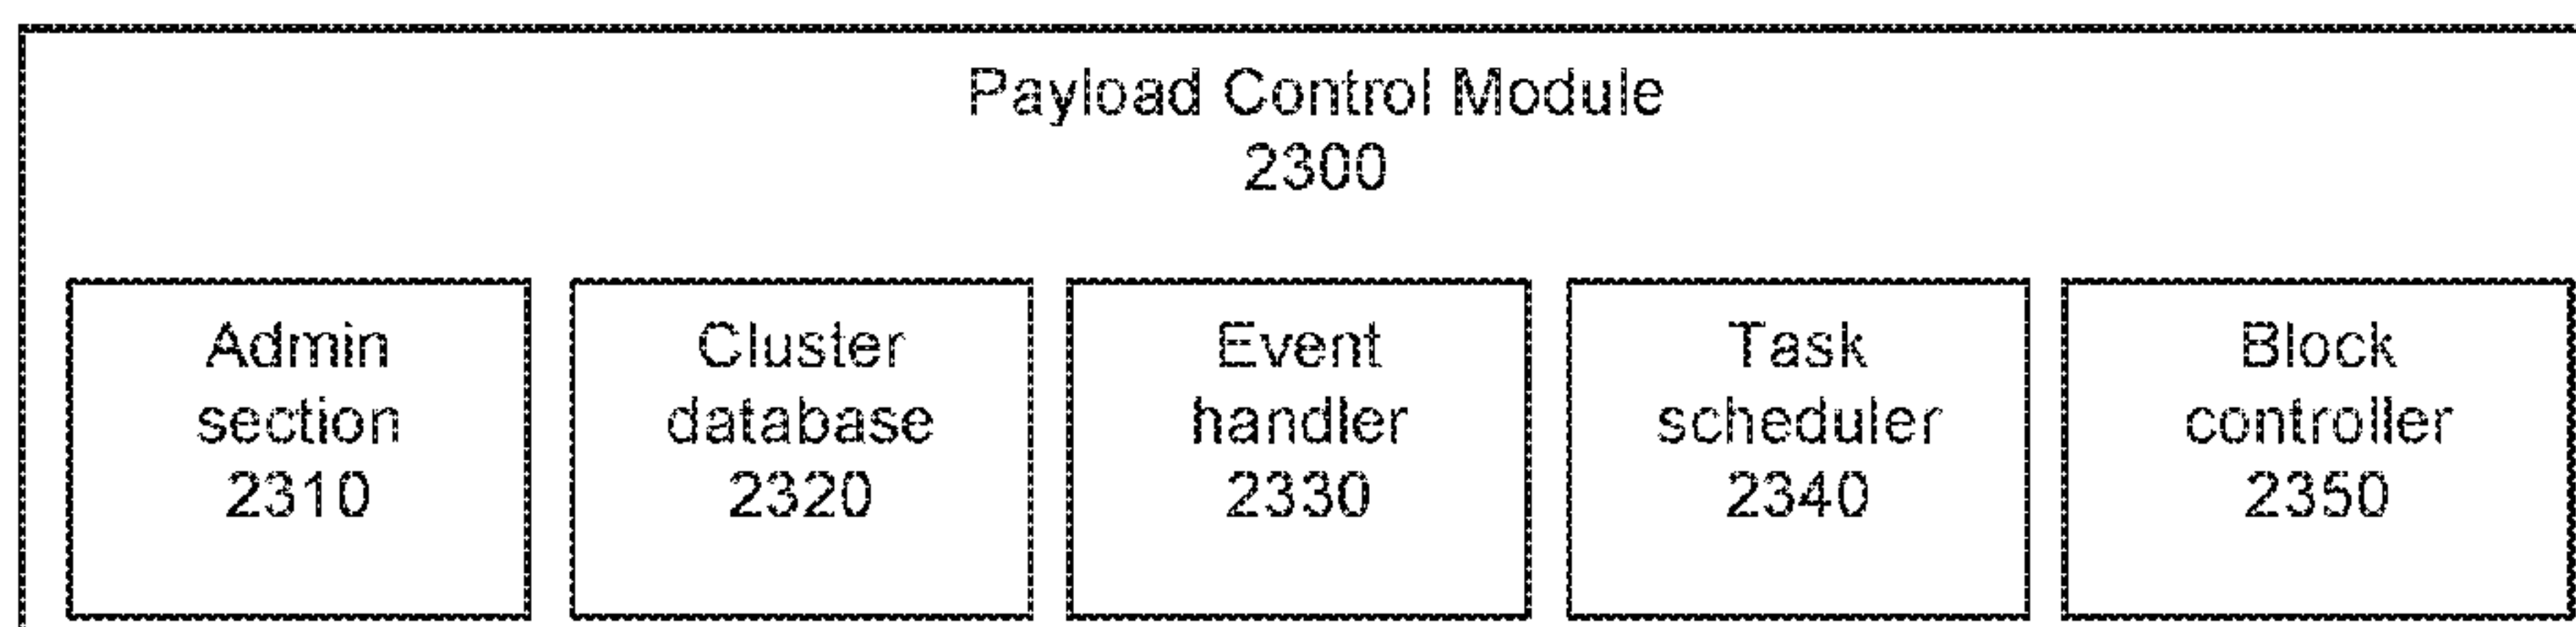 Payload Control Module
2300
Admin
section
2310
Cluster
database
2320
Event
handler
2330
Task
scheduler
2340
Block
controller
2350